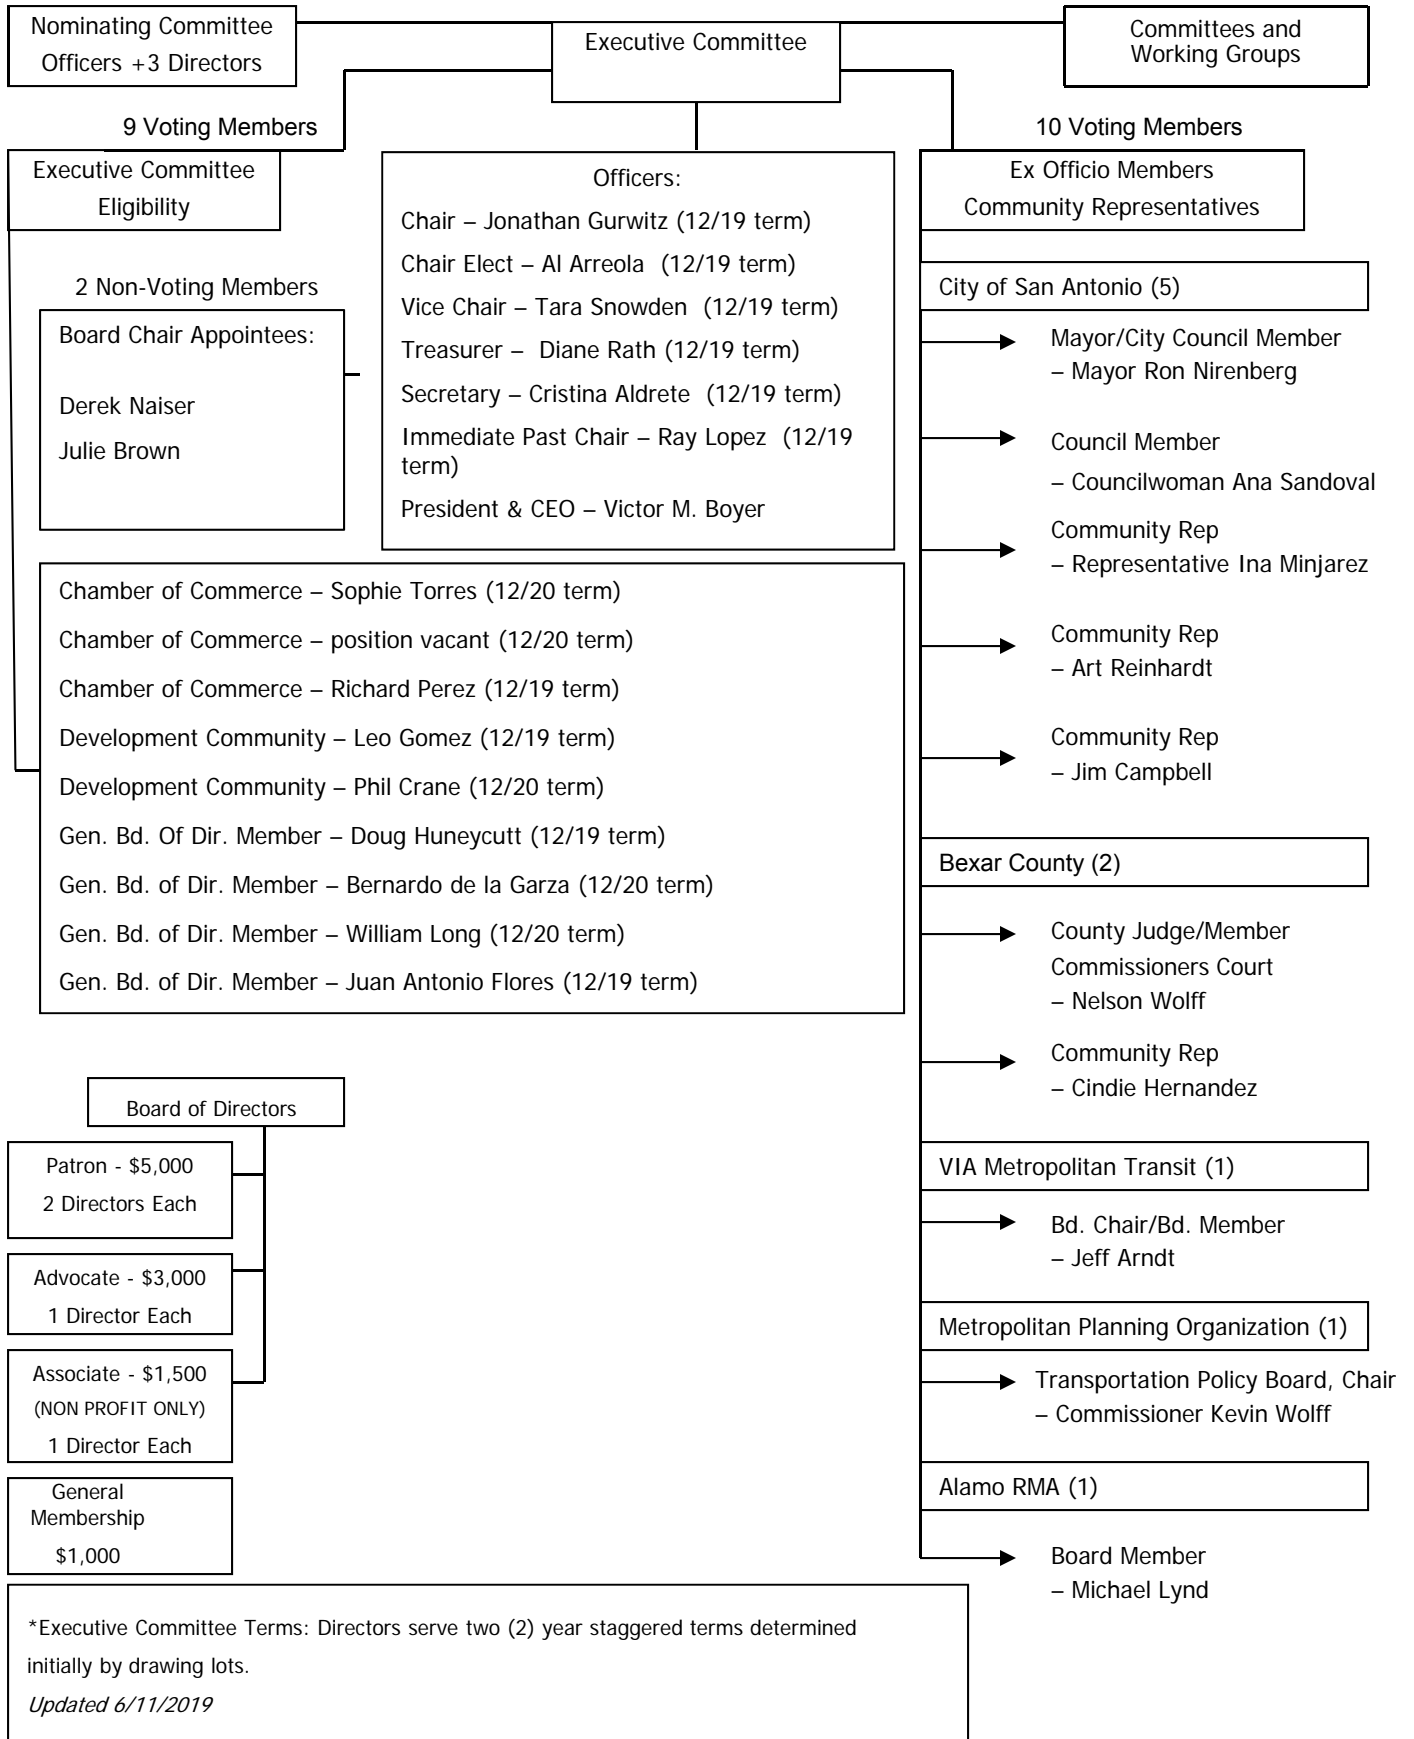 Nominating Committee
Officers +3 Directors
Executive Committee
Committees and
Working Groups
9 Voting Members
10 Voting Members
Executive Committee
Eligibility
2 Non-Voting Members
Board Chair Appointees:
Derek Naiser
Julie Brown
Officers:
Chair – Jonathan Gurwitz (12/19 term)
Chair Elect – Al Arreola (12/19 term)
Vice Chair – Tara Snowden (12/19 term)
Treasurer – Diane Rath (12/19 term)
Secretary – Cristina Aldrete (12/19 term)
Immediate Past Chair – Ray Lopez (12/19
term)
President & CEO – Victor M. Boyer
Chamber of Commerce – Sophie Torres (12/20 term)
Chamber of Commerce – position vacant (12/20 term)
Chamber of Commerce – Richard Perez (12/19 term)
Development Community – Leo Gomez (12/19 term)
Development Community – Phil Crane (12/20 term)
Gen. Bd. Of Dir. Member – Doug Huneycutt (12/19 term)
Gen. Bd. of Dir. Member – Bernardo de la Garza (12/20 term)
Gen. Bd. of Dir. Member – William Long (12/20 term)
Gen. Bd. of Dir. Member – Juan Antonio Flores (12/19 term)
Ex Officio Members
Community Representatives
City of San Antonio (5)
Mayor/City Council Member
– Mayor Ron Nirenberg
Council Member
– Councilwoman Ana Sandoval
Community Rep
– Representative Ina Minjarez
Community Rep
– Art Reinhardt
Community Rep
– Jim Campbell
Bexar County (2)
County Judge/Member
Commissioners Court
– Nelson Wolff
Community Rep
– Cindie Hernandez
VIA Metropolitan Transit (1)
Bd. Chair/Bd. Member
– Jeff Arndt
Metropolitan Planning Organization (1)
Transportation Policy Board, Chair
– Commissioner Kevin Wolff
Alamo RMA (1)
Board Member
– Michael Lynd
Board of Directors
Patron - $5,000
2 Directors Each
Advocate - $3,000
1 Director Each
Associate - $1,500
(NON PROFIT ONLY)
1 Director Each
General
Membership
$1,000
*Executive Committee Terms: Directors serve two (2) year staggered terms determined
initially by drawing lots.
Updated 6/11/2019